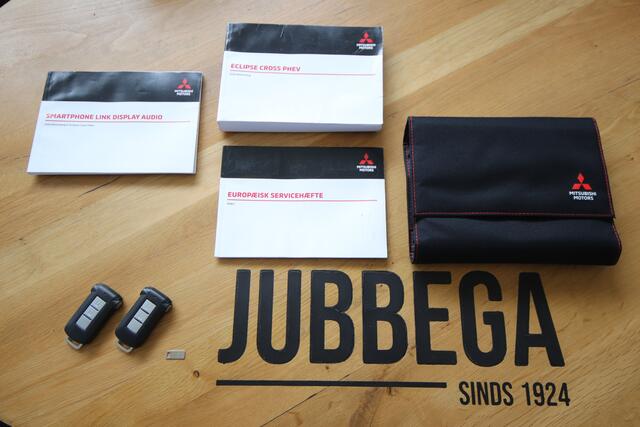 MITSUBISHI
MOTORS
ECLIPSE CROSS PHEV
MITSUBISHI
MOTORS
SMARTPHONE LINK DISPLAY AUDIO
MITSUBISHI
MOTORS
EUROPÆISK SERVICEHÆFTE
MITSUBISHI
MOTORS
JUBBEGA
SINDS 1924